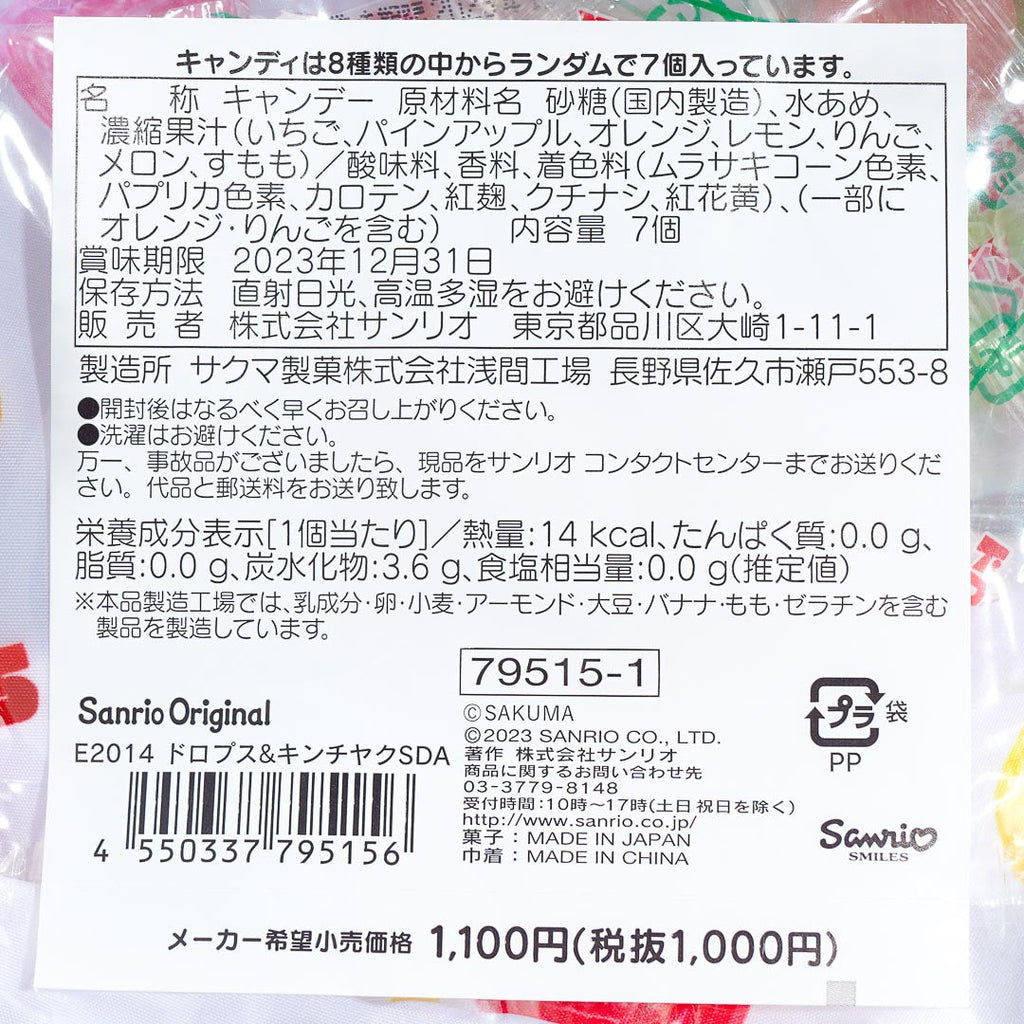 キャンディは8種類の中からランダムで7個入っています。
名　　称 キャンデー 原材料名 砂糖(国内製造)、水あめ、
濃縮果汁(いちご、パインアップル、オレンジ、レモン、りんご、
メロン、すもも)/酸味料、香料、着色料(ムラサキコーン色素、
パプリカ色素、カロテン、紅麹、クチナシ、紅花黄)、(一部に
オレンジ・りんごを含む)　　内容量 7個
賞味期限 2023年12月31日
保存方法 直射日光、高温多湿をお避けください。
販 売 者 株式会社サンリオ　東京都品川区大崎1-11-1
製造所 サクマ製菓株式会社浅間工場 長野県佐久市瀬戸553-8
●開封後はなるべく早くお召し上がりください。
●洗濯はお避けください。
万一、事故品がございましたら、現品をサンリオ コンタクトセンターまでお送りくだ
さい。代品と郵送料をお送り致します。
栄養成分表示[1個当たり]/熱量:14 kcal、たんぱく質:0.0 g、
脂質:0.0 g、炭水化物:3.6 g、食塩相当量:0.0 g(推定値)
※本品製造工場では、乳成分・卵・小麦・アーモンド・大豆・バナナ・もも・ゼラチンを含む
製品を製造しています。
79515-1
Sanrio Original
E2014 ドロプス&キンチヤクSDA
4 550337 795156
©SAKUMA
©2023 SANRIO CO., LTD.
著作 株式会社サンリオ
商品に関するお問い合わせ先
03-3779-8148
受付時間:10時～17時(土日祝日を除く)
http://www.sanrio.co.jp/
菓子：MADE IN JAPAN
巾着：MADE IN CHINA
プラ 袋
PP
Sanrio
SMILES
メーカー希望小売価格 1,100円(税抜1,000円)